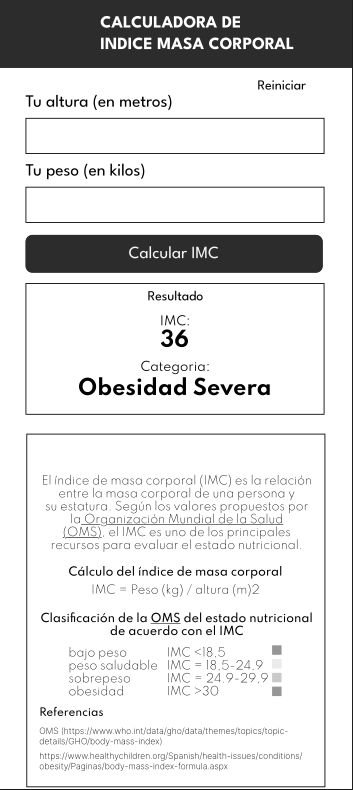 CALCULADORA DE
INDICE MASA CORPORAL
Reiniciar
Tu altura (en metros)
Tu peso (en kilos)
Calcular IMC
Resultado
IMC:
36
Categoria:
Obesidad Severa
El índice de masa corporal (IMC) es la relación
entre la masa corporal de una persona y
su estatura. Según los valores propuestos por
la Organización Mundial de la Salud
(OMS), el IMC es uno de los principales
recursos para evaluar el estado nutricional.
Cálculo del índice de masa corporal
IMC = Peso (kg) / altura (m)2
Clasificación de la OMS del estado nutricional
de acuerdo con el IMC
bajo peso IMC <18,5
peso saludable IMC = 18,5-24,9
sobrepeso IMC = 24,9-29,9
obesidad IMC >30
Referencias
OMS (https://www.who.int/data/gho/data/themes/topics/topic-
details/GHO/body-mass-index)
https://www.healthychildren.org/Spanish/health-issues/conditions/
obesity/Paginas/body-mass-index-formula.aspx